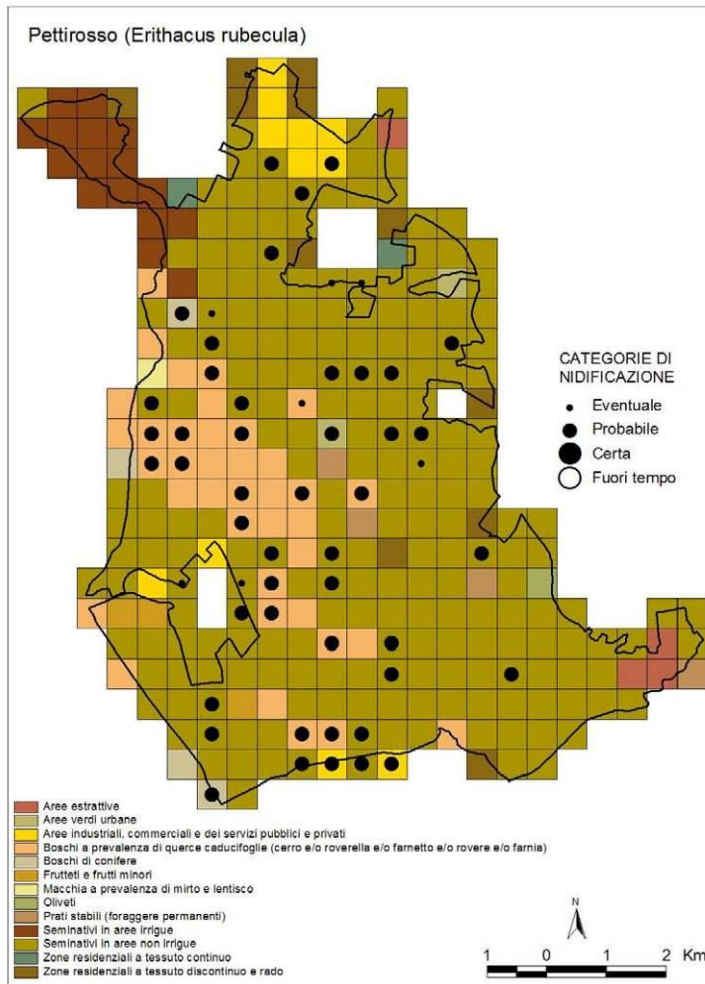 Pettirosso (Erithacus rubecula)
CATEGORIE DI
NIDIFICAZIONE
Eventuale
Probabile
Certa
Fuori tempo
Aree estrattive
Aree verdi urbane
Aree industriali, commerciali e dei servizi pubblici e privati
Boschi a prevalenza di querce caducifoglie (cerro e/o roverella e/o farnetto e/o rovere e/o farnia)
Boschi di conifere
Frutteti e frutti minori
Macchia a prevalenza di mirto e lentisco
Oliveti
Prati stabili (foraggere permanenti)
Seminativi in aree irrigue
Seminativi in aree non irrigue
Zone residenziali a tessuto continuo
Zone residenziali a tessuto discontinuo e rado
N
1 0 1 2 Km